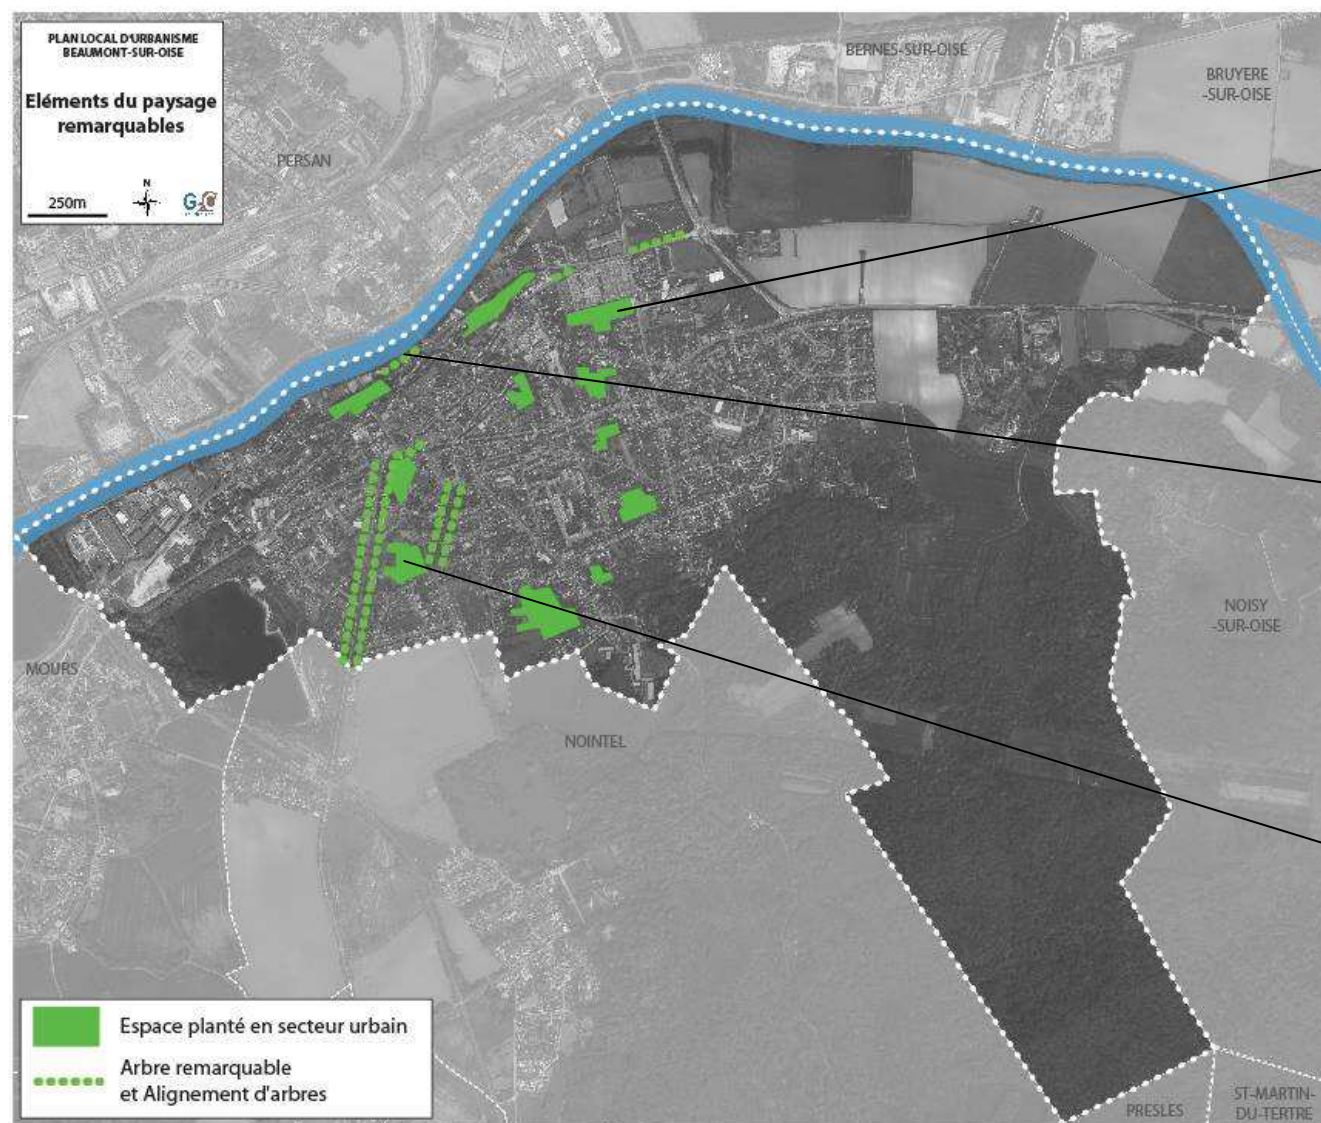 PLAN LOCAL D'URBANISME
BEAUMONT-SUR-OISE
Eléments du paysage
remarquables
250m
N
G2C
BERNES-SUR-OISE
BRUYERE
-SUR-OISE
PERSAN
NOISY
-SUR-OISE
MOURS
NOINTEL
Espace planté en secteur urbain
Arbre remarquable
et Alignement d'arbres
PRESLES
ST-MARTIN-
DU-TERTRE